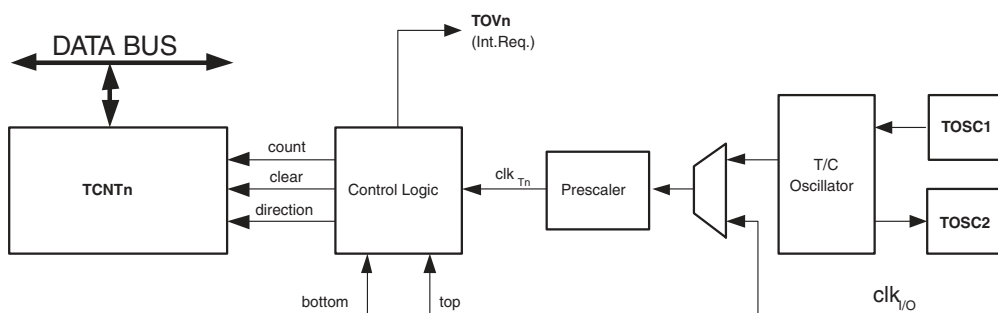 TOVn
(Int.Req.)
DATA BUS
TOSC1
count
T/C
Oscillator
TCNTn
clear
Control Logic
clk Tn
Prescaler
direction
TOSC2
bottom
top
clk I/O